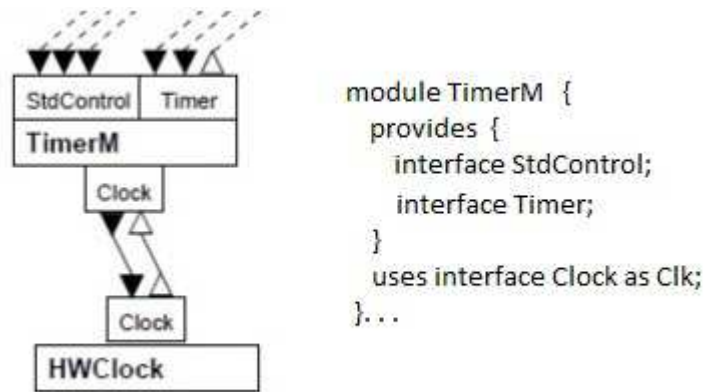 StdControl Timer
TimerM
Clock
Clock
HWClock
module TimerM {
provides {
interface StdControl;
interface Timer;
}
uses interface Clock as Clk;
}. . .